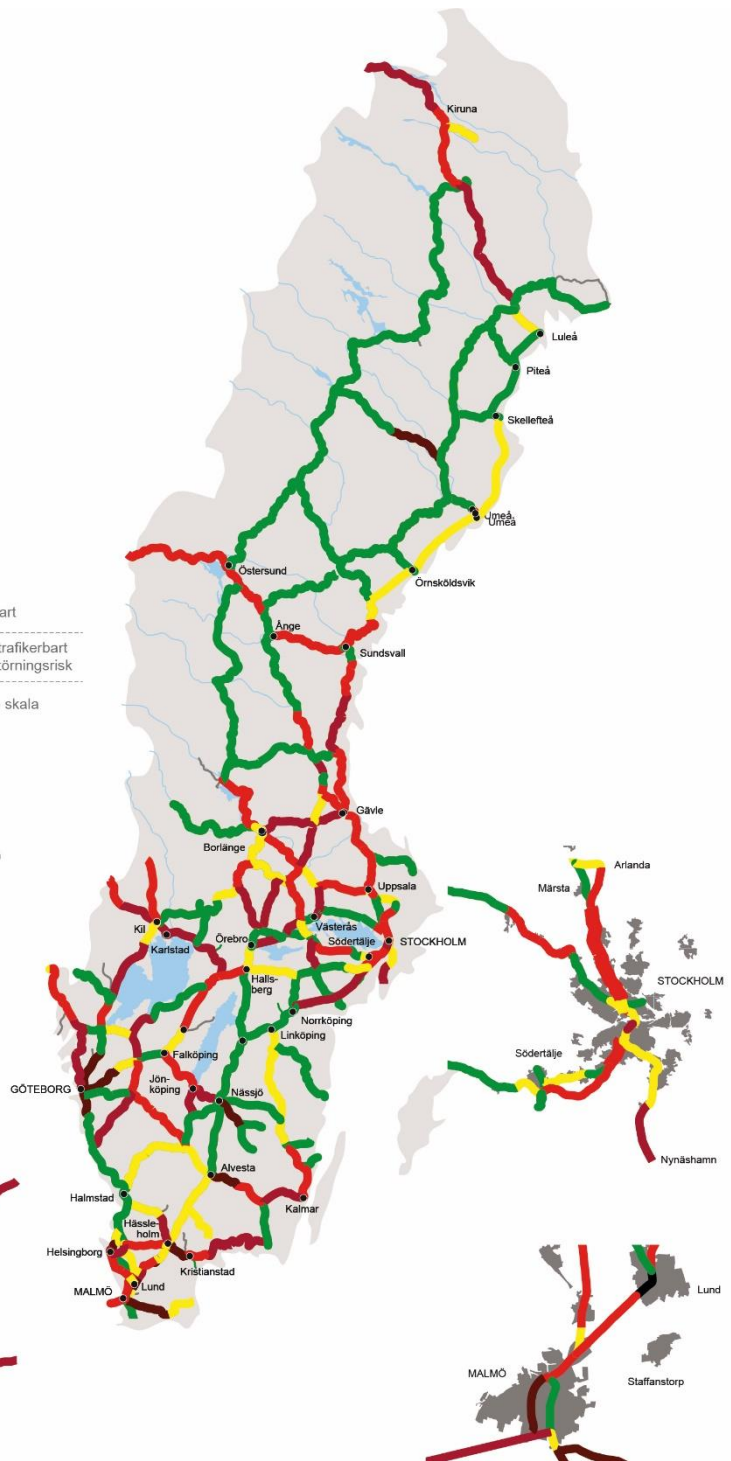 Kiruna
Luleå
Piteå
Skellefteå
Umeå
Umeå
Östersund
Örnsköldsvik
art
Ånge
trafikerbart
törningsrisk
Sundsvall
skala
Gävle
Borlänge
Arlanda
Märsta
Uppsala
Kil
Västerås
Karlstad
Örebro
Södertälje
STOCKHOLM
STOCKHOLM
Halls-
berg
Norrköping
Linköping
Falköping
Södertälje
GÖTEBORG
Jön-
köping
Nässjö
Nynäshamn
Alvesta
Halmstad
Kalmar
Hässle-
holm
Helsingborg
Kristianstad
Lund
MALMÖ
Lund
MALMÖ
Staffanstorp